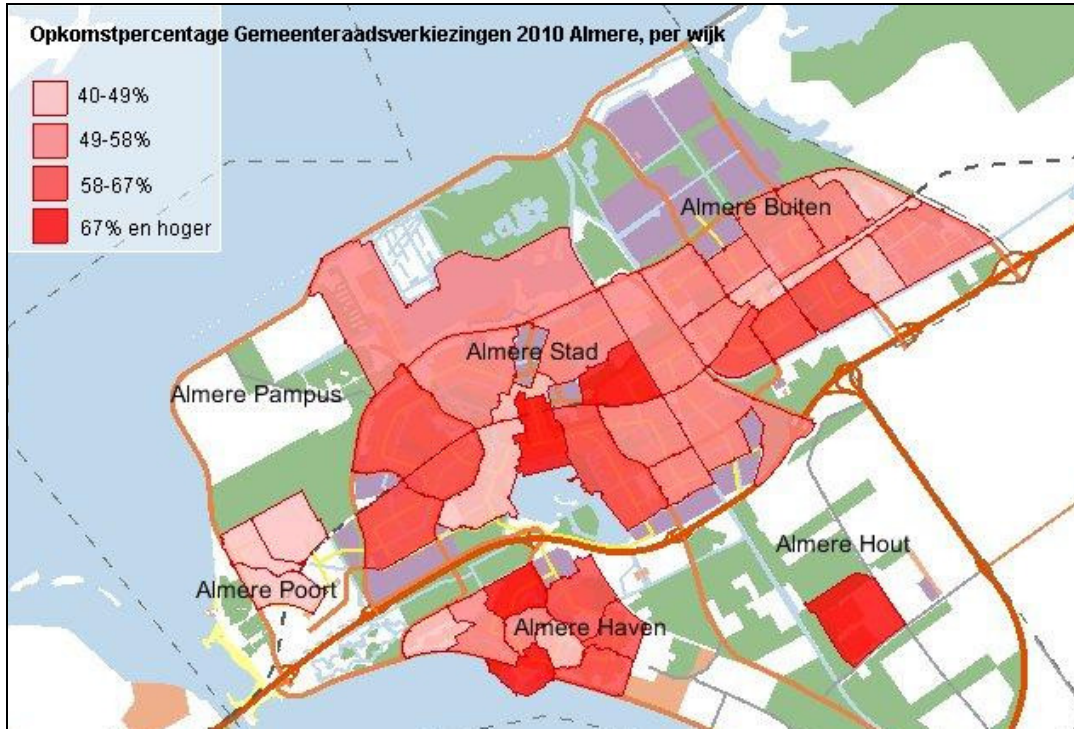 Opkomstpercentage Gemeenteraadsverkiezingen 2010 Almere, per wijk
40-49%
49-58%
58-67%
67% en hoger
Almere Buiten
Almere Stad
Almere Pampus
Almere Hout
Almere Poort
Almere Haven